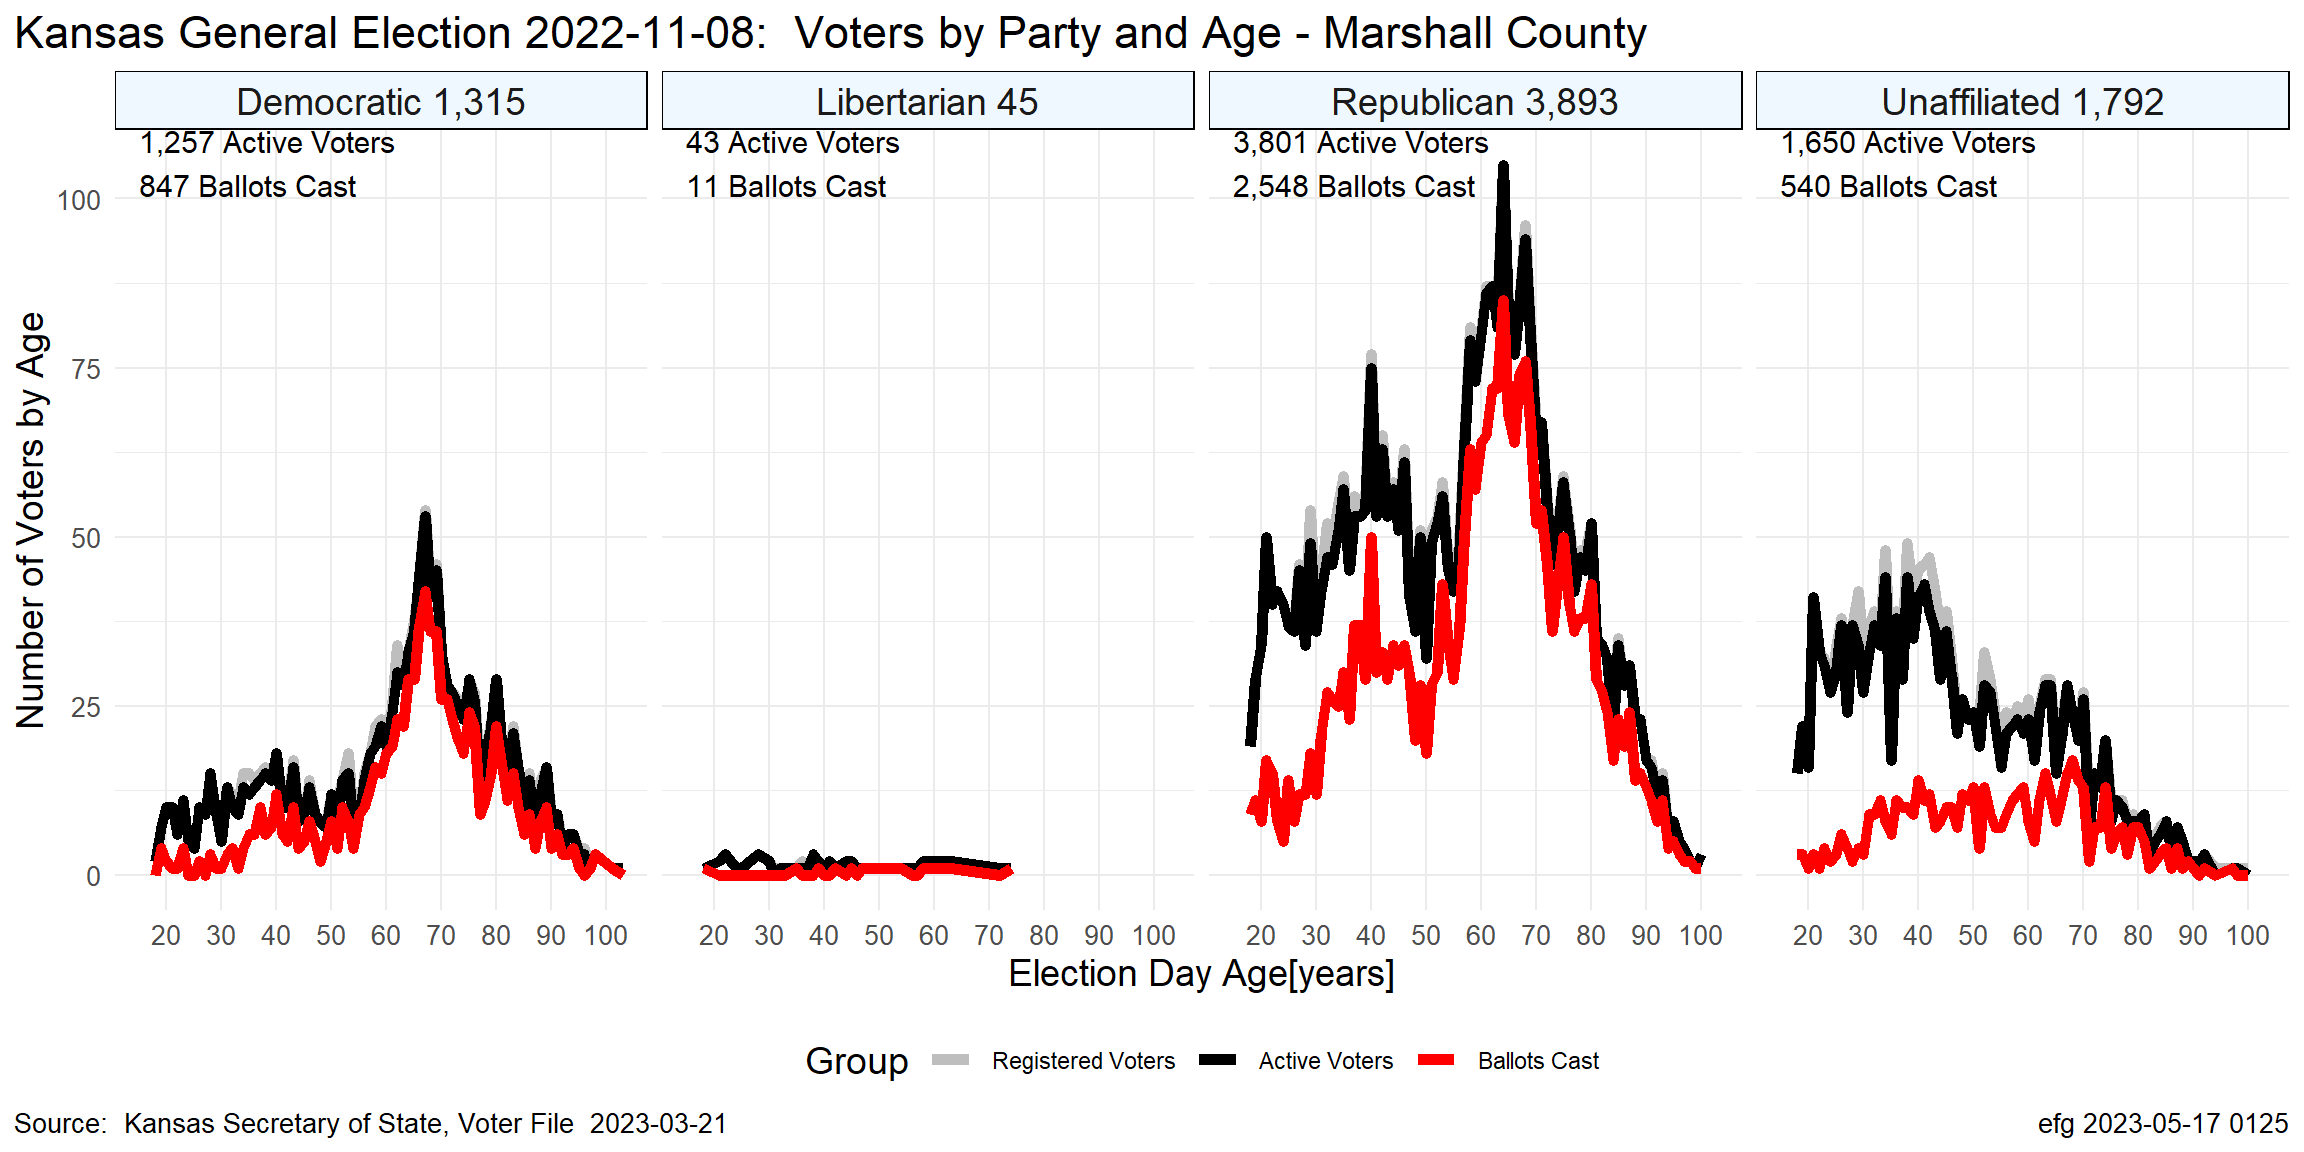 Kansas General Election 2022-11-08:  Voters by Party and Age - Marshall County
Democratic 1,315
Libertarian 45
Republican 3,893
Unaffiliated 1,792
1,257 Active Voters
847 Ballots Cast
43 Active Voters
11 Ballots Cast
3,801 Active Voters
2,548 Ballots Cast
1,650 Active Voters
540 Ballots Cast
Number of Voters by Age
100
75
50
25
0
20 30 40 50 60 70 80 90 100
20 30 40 50 60 70 80 90 100
20 30 40 50 60 70 80 90 100
20 30 40 50 60 70 80 90 100
Election Day Age[years]
Group Registered Voters Active Voters Ballots Cast
Source:  Kansas Secretary of State, Voter File  2023-03-21
efg 2023-05-17 0125